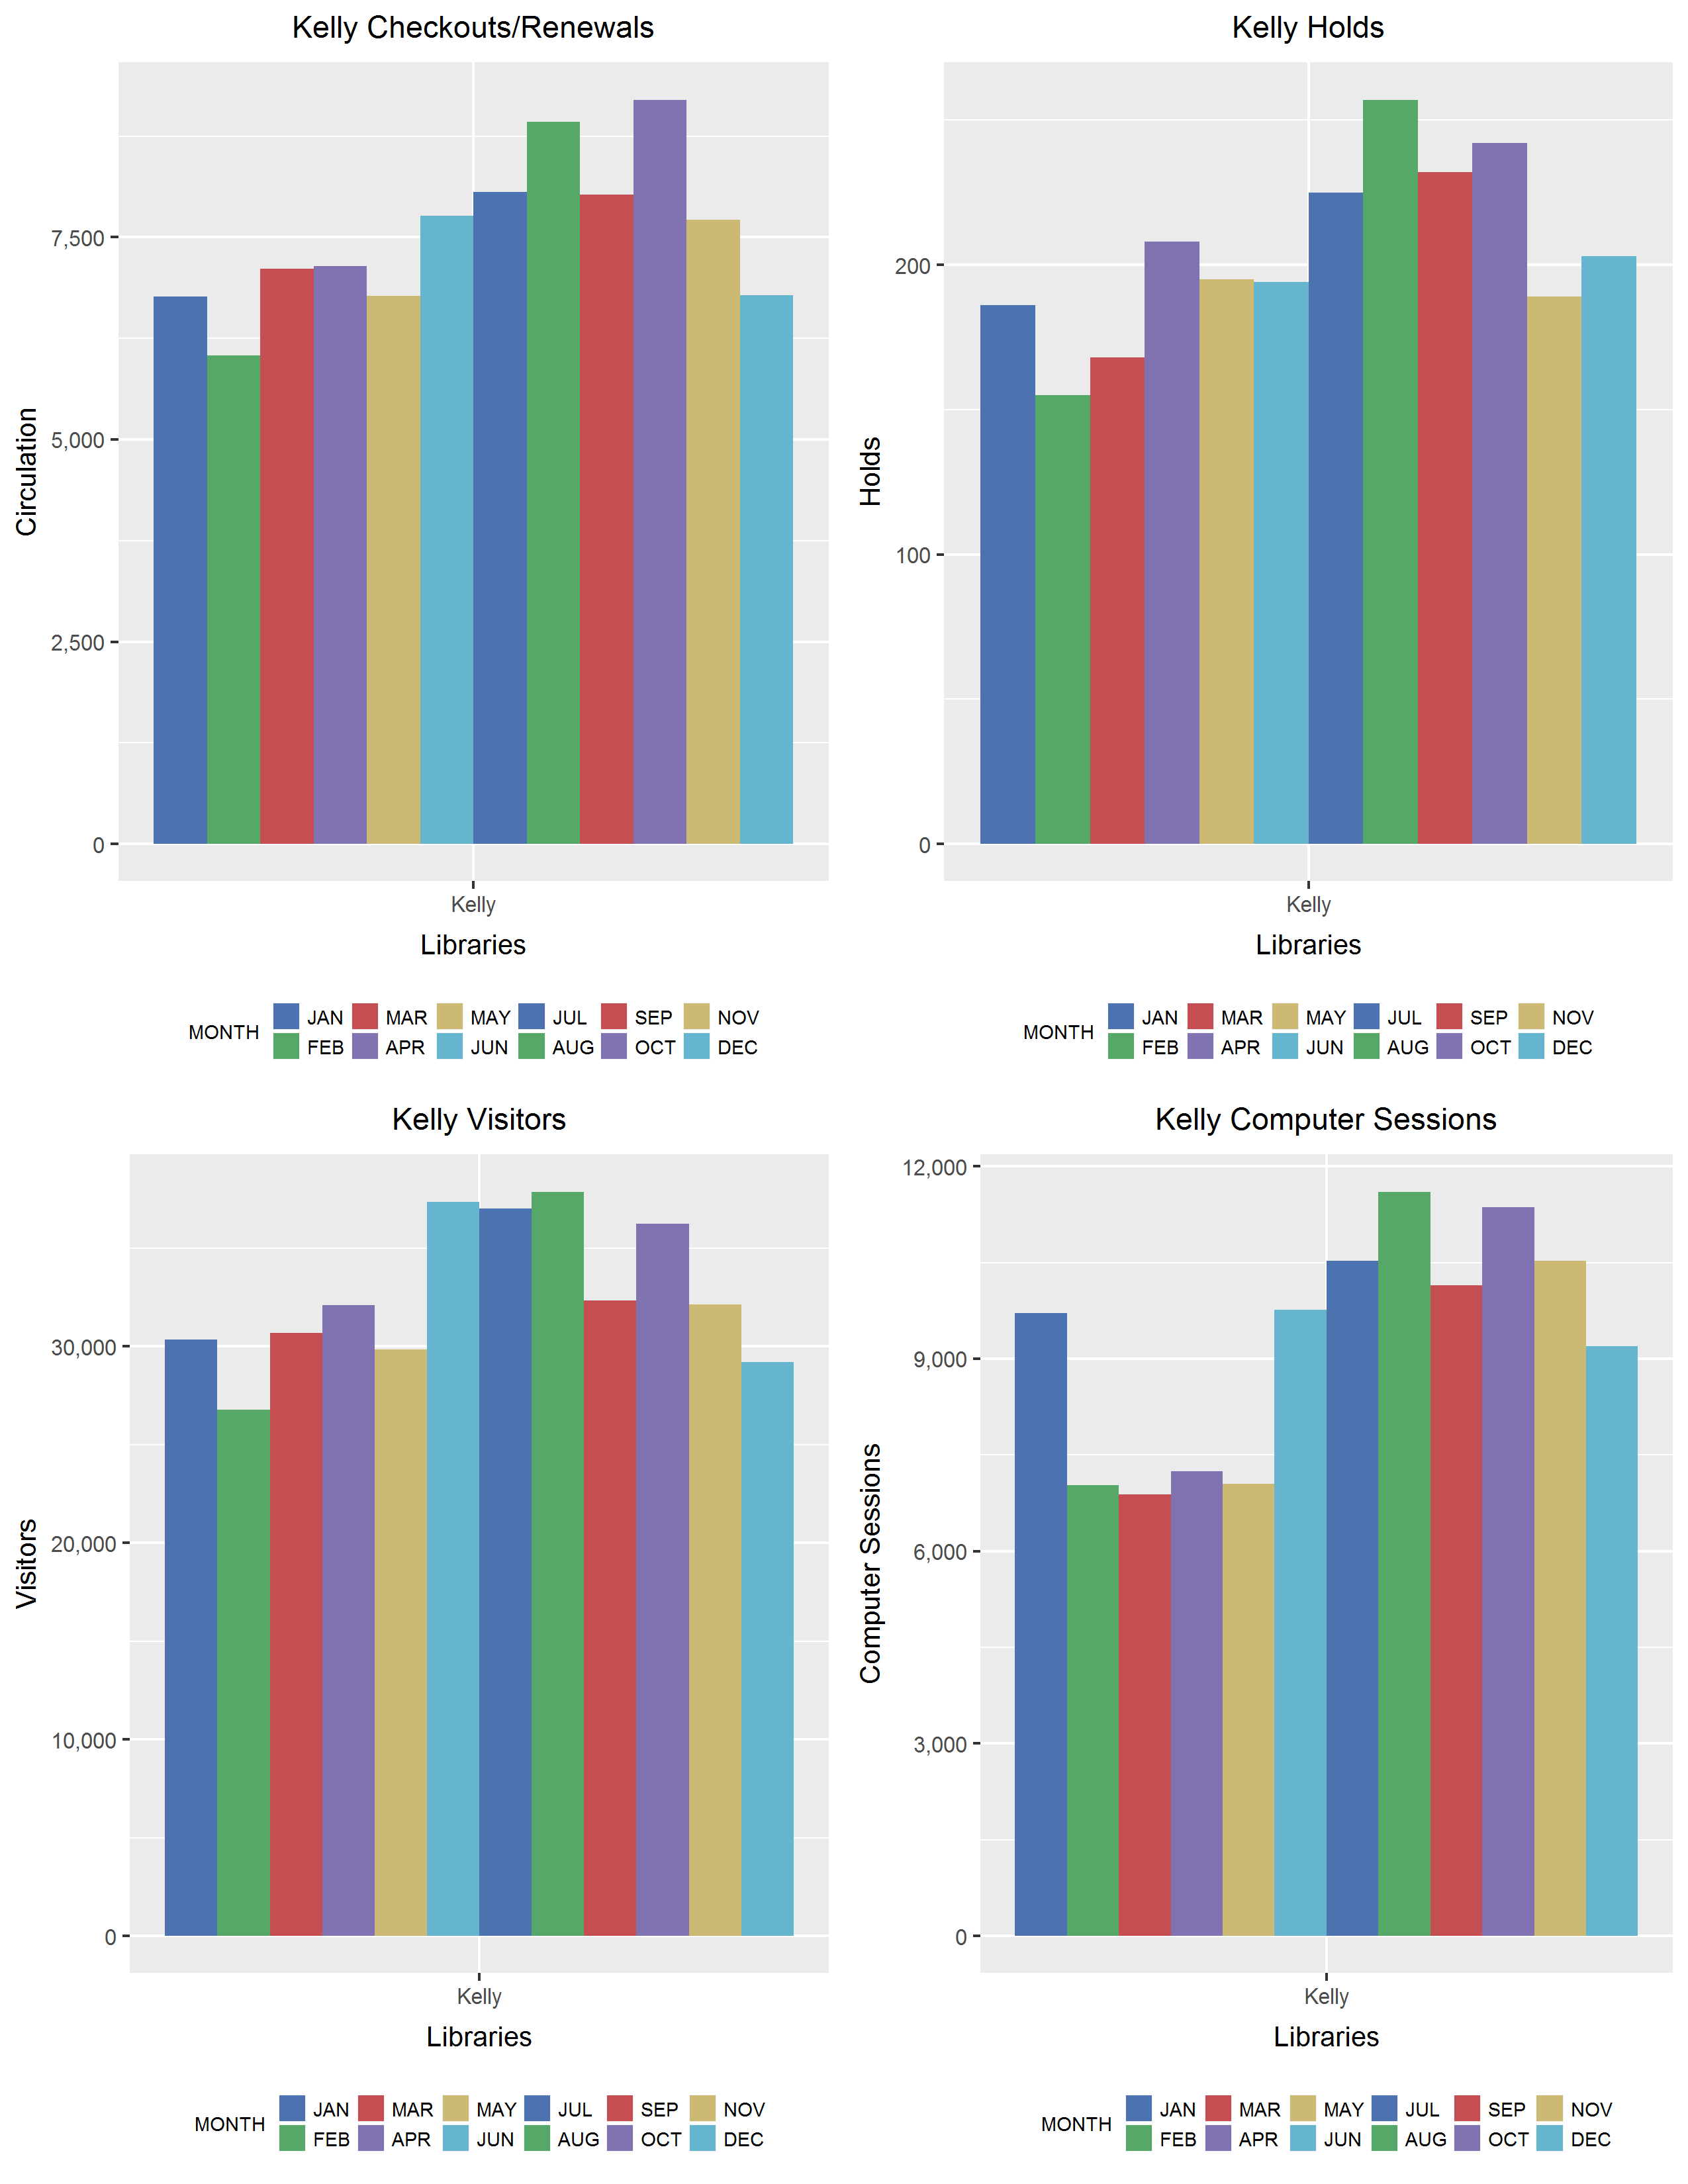 Kelly Checkouts/Renewals
Circulation
7,500
5,000
2,500
0
Kelly
Libraries
MONTH
JAN MAR MAY JUL SEP NOV
FEB APR JUN AUG OCT DEC
Kelly Holds
Holds
200
100
0
Kelly
Libraries
MONTH
JAN MAR MAY JUL SEP NOV
FEB APR JUN AUG OCT DEC
Kelly Visitors
Visitors
30,000
20,000
10,000
0
Kelly
Libraries
MONTH
JAN MAR MAY JUL SEP NOV
FEB APR JUN AUG OCT DEC
Kelly Computer Sessions
Computer Sessions
12,000
9,000
6,000
3,000
0
Kelly
Libraries
MONTH
JAN MAR MAY JUL SEP NOV
FEB APR JUN AUG OCT DEC